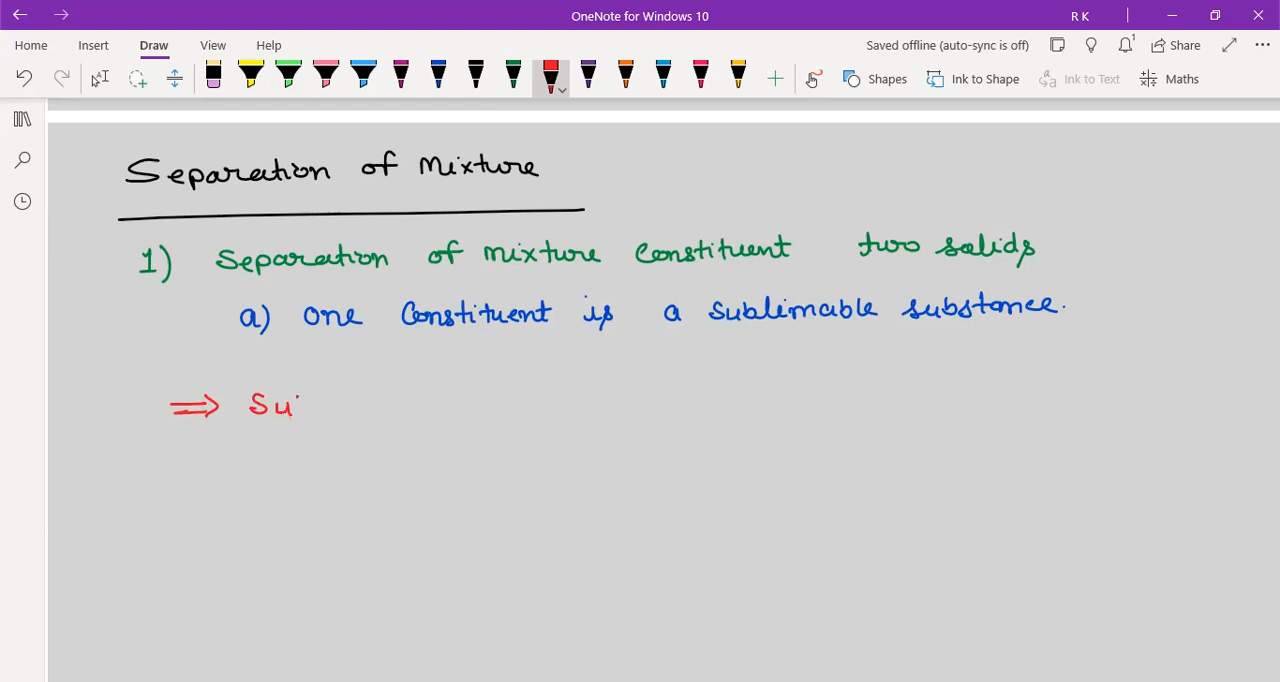 OneNote for Windows 10
R K
Home Insert Draw View Help
Saved offline (auto-sync is off) 1 Share
Shapes Ink to Shape Ink to Text Maths
Separation of Mixture
1) Separation of mixture Constituent two solids
a) one Constituent is a sublimable substance.
⇒ Su